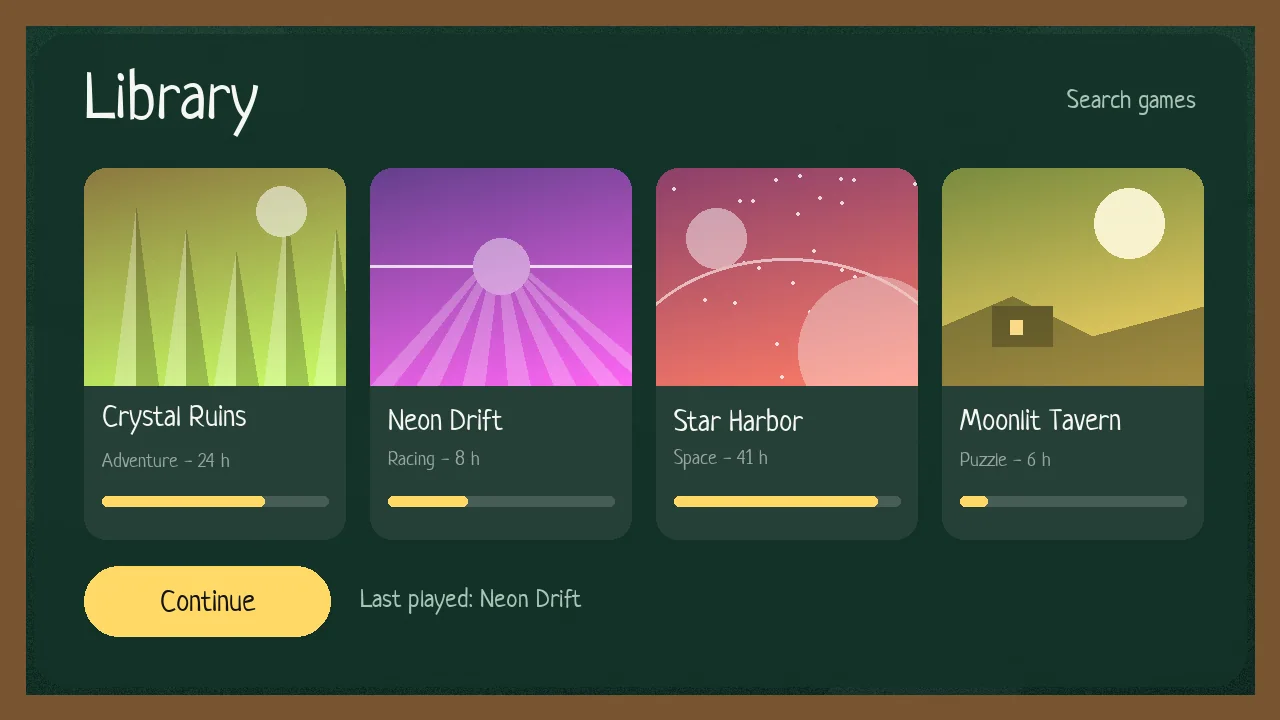 Library
Search games
Crystal Ruins
Adventure - 24 h
Neon Drift
Racing - 8 h
Star Harbor
Space - 41 h
Moonlit Tavern
Puzzle - 6 h
Continue
Last played: Neon Drift